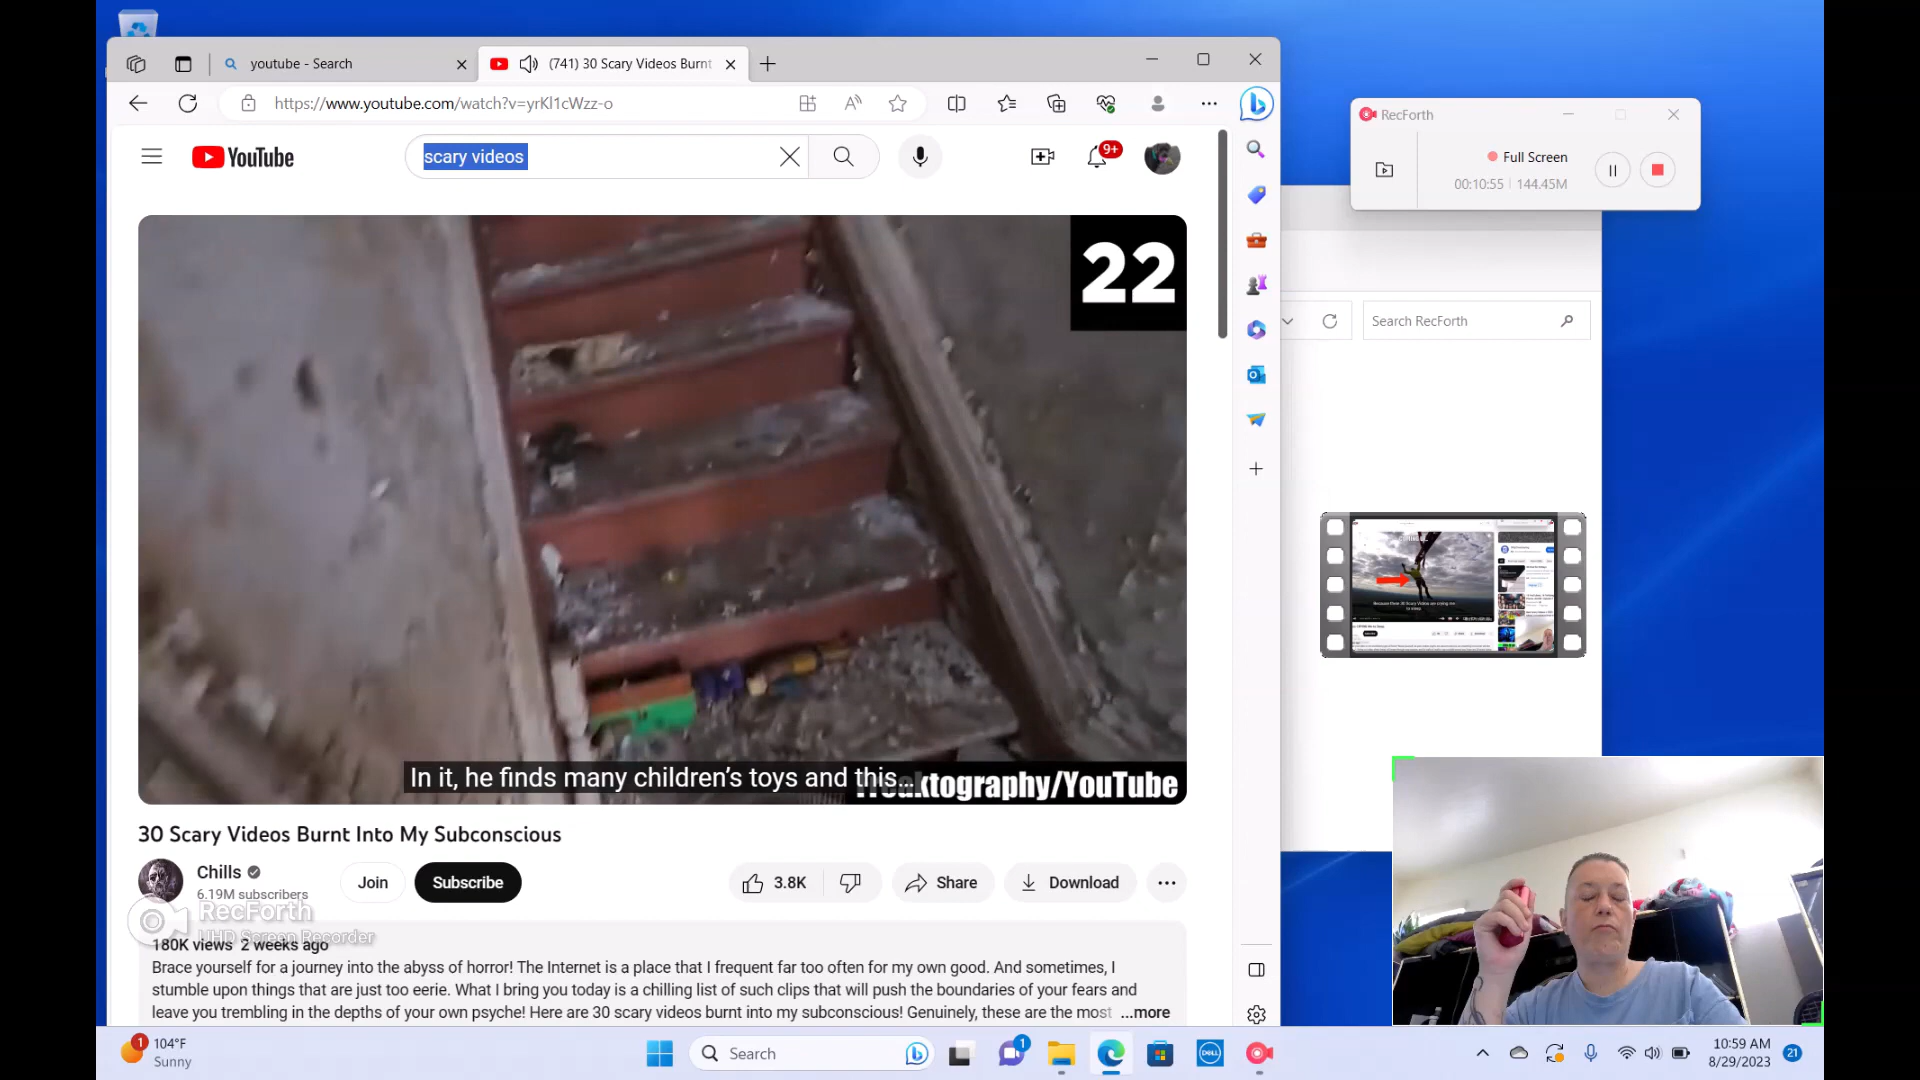 youtube - Search
(741) 30 Scary Videos Burnt
https://www.youtube.com/watch?v=yrKl1cWzz-o
RecForth
Full Screen
00:10:55 | 144.45M
YouTube
scary videos
9+
22
Search RecForth
In it, he finds many children's toys and this...
ktography/YouTube
30 Scary Videos Burnt Into My Subconscious
Chills
6.19M subscribers
Join
Subscribe
3.8K
Share
Download
RecForth
UHD Screen Recorder
180K views 2 weeks ago
Brace yourself for a journey into the abyss of horror! The Internet is a place that I frequent far too often for my own good. And sometimes, I
stumble upon things that are just too eerie. What I bring you today is a chilling list of such clips that will push the boundaries of your fears and
leave you trembling in the depths of your own psyche! Here are 30 scary videos burnt into my subconscious! Genuinely, these are the most ...more
1
104°F
Sunny
Search
1
DELL
10:59 AM
8/29/2023
21